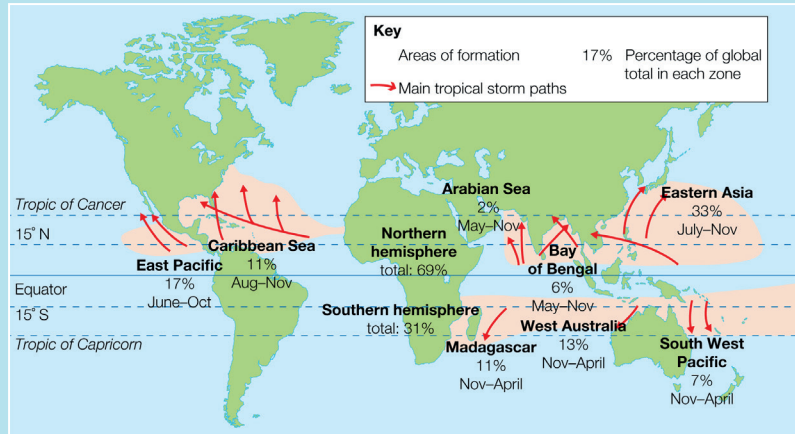 Key
Areas of formation
17% Percentage of global
total in each zone
Main tropical storm paths
Tropic of Cancer
15° N
Equator
15° S
Tropic of Capricorn
East Pacific
17%
June–Oct
Caribbean Sea
11%
Aug–Nov
Northern
hemisphere
total: 69%
Southern hemisphere
total: 31%
Arabian Sea
2%
May–Nov
Bay
of Bengal
6%
May–Nov
Eastern Asia
33%
July–Nov
Madagascar
11%
Nov–April
West Australia
13%
Nov–April
South West
Pacific
7%
Nov–April